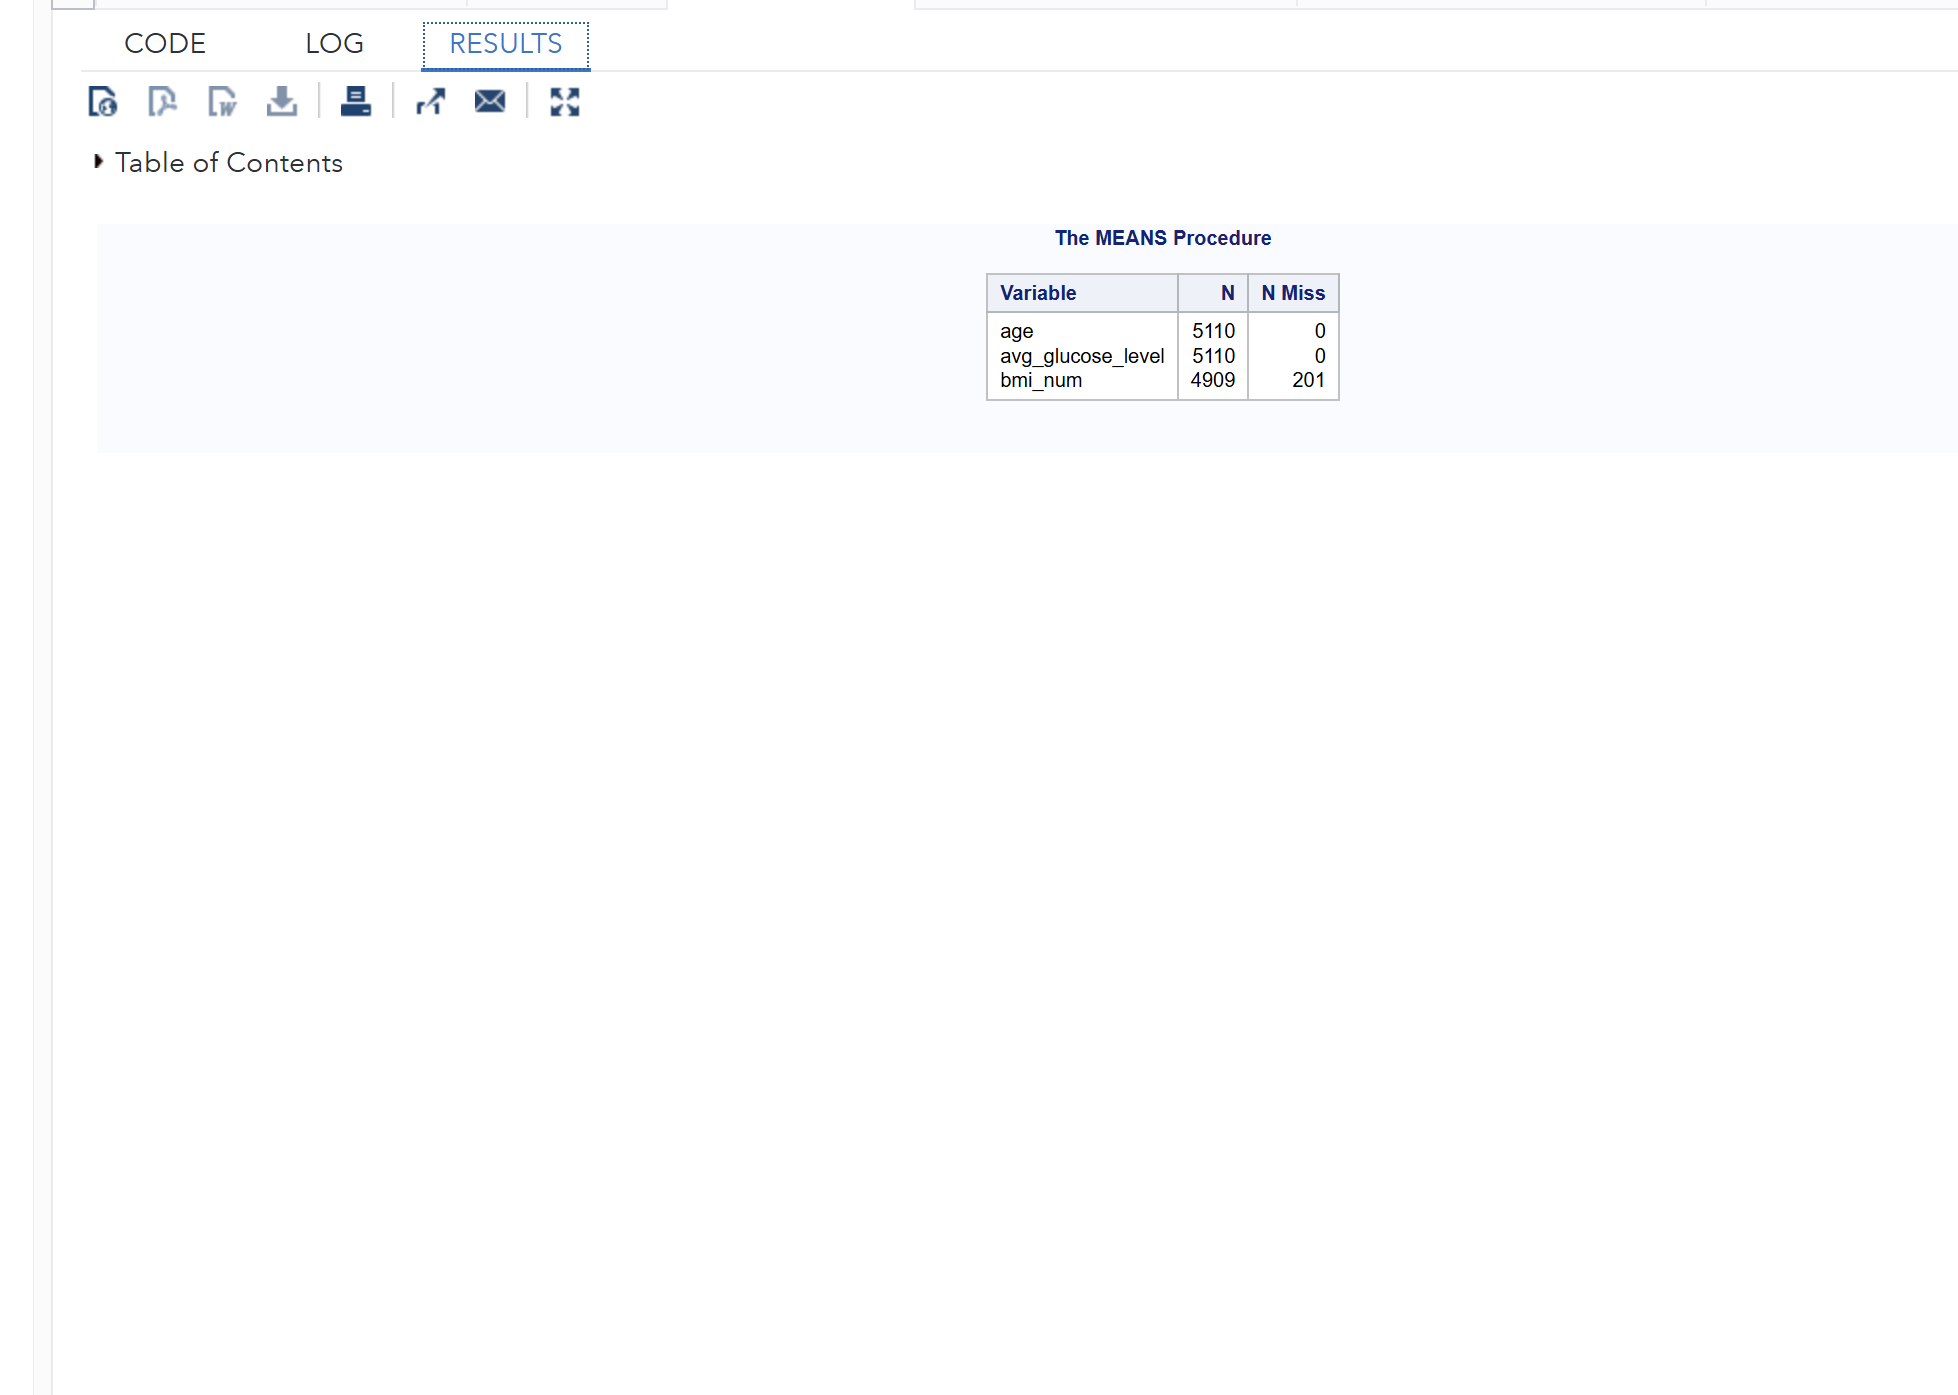 CODE LOG RESULTS
Table of Contents
The MEANS Procedure
Variable N N Miss
age 5110 0
avg_glucose_level 5110 0
bmi_num 4909 201